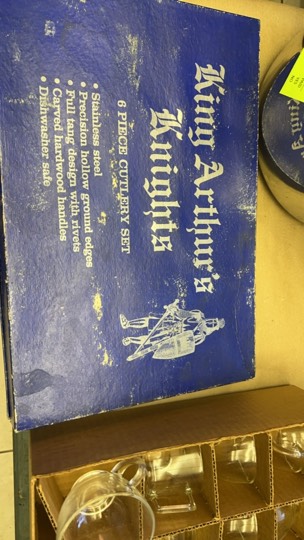 King Arthur's
Knights
6 PIECE CUTLERY SET
• Stainless steel
• Precision hollow ground edges
• Full tang design with rivets
• Carved hardwood handles
• Dishwasher safe